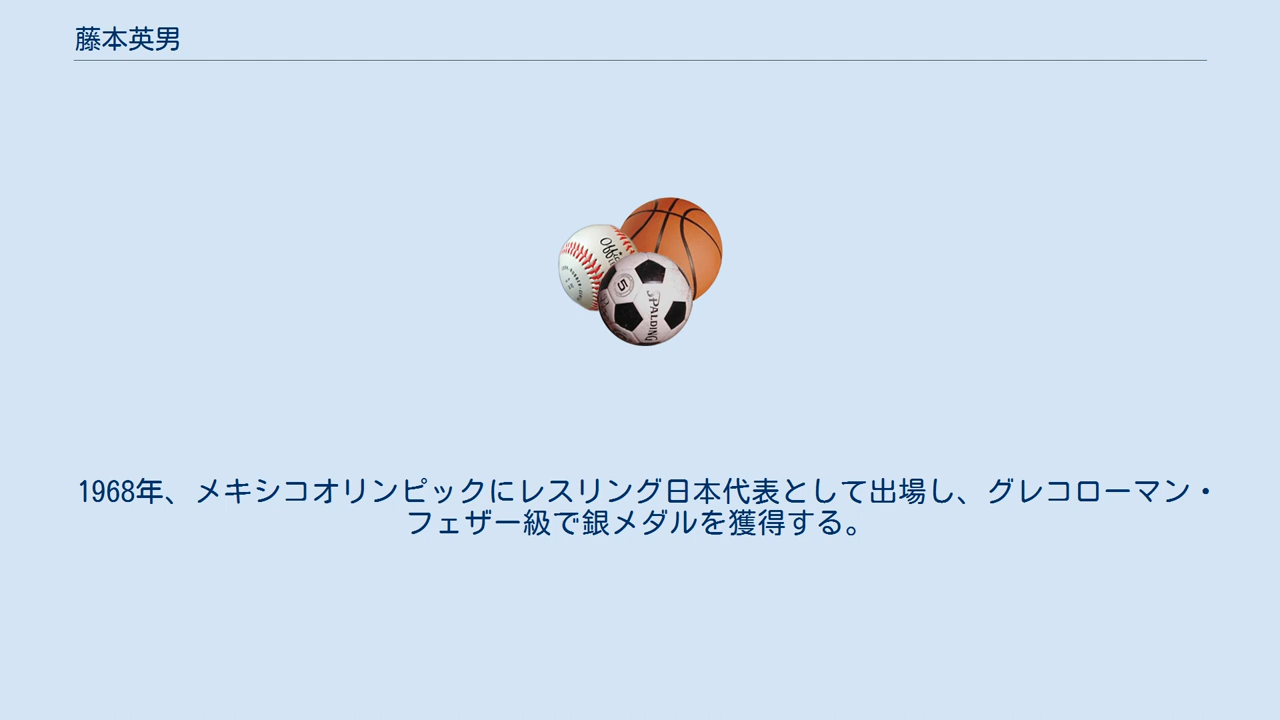 藤本英男
Offic
5
SPALDING
1968年、メキシコオリンピックにレスリング日本代表として出場し、グレコローマン・
フェザー級で銀メダルを獲得する。